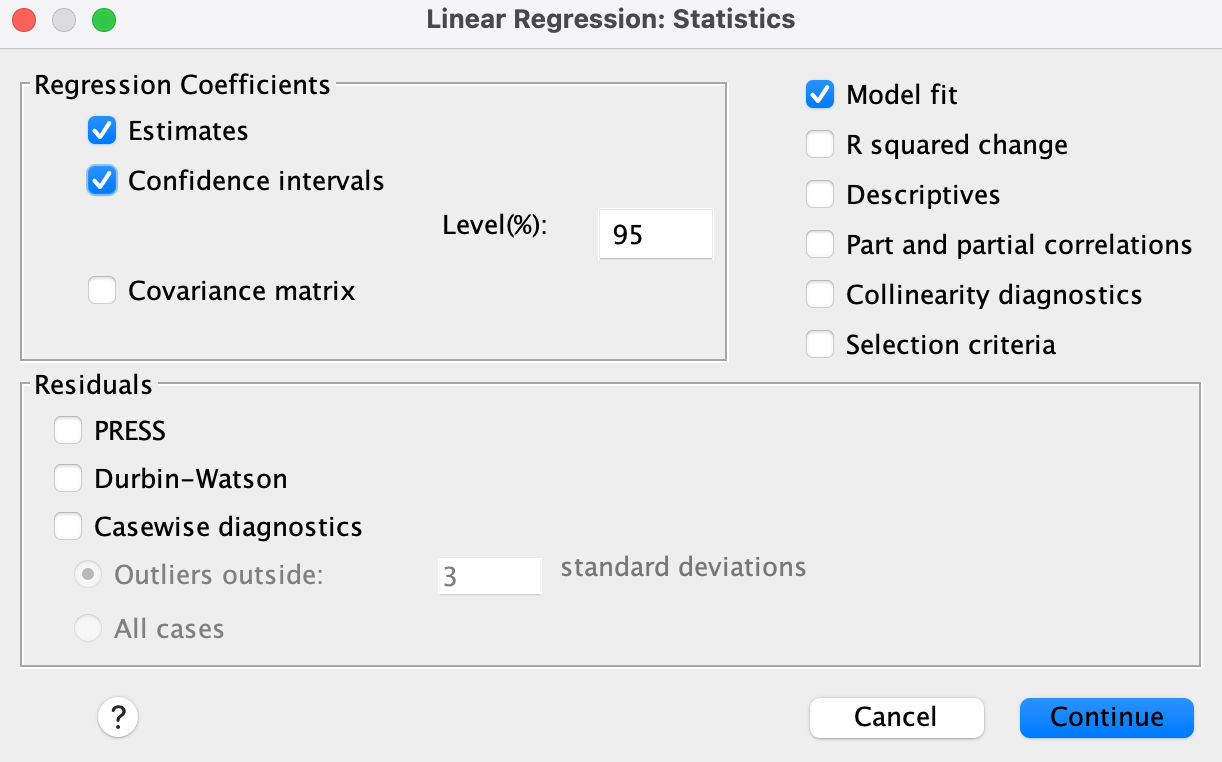 Linear Regression: Statistics
Regression Coefficients
Estimates
Confidence intervals
Level(%):
95
Covariance matrix
Model fit
R squared change
Descriptives
Part and partial correlations
Collinearity diagnostics
Selection criteria
Residuals
PRESS
Durbin-Watson
Casewise diagnostics
Outliers outside:
3
standard deviations
All cases
?
Cancel
Continue